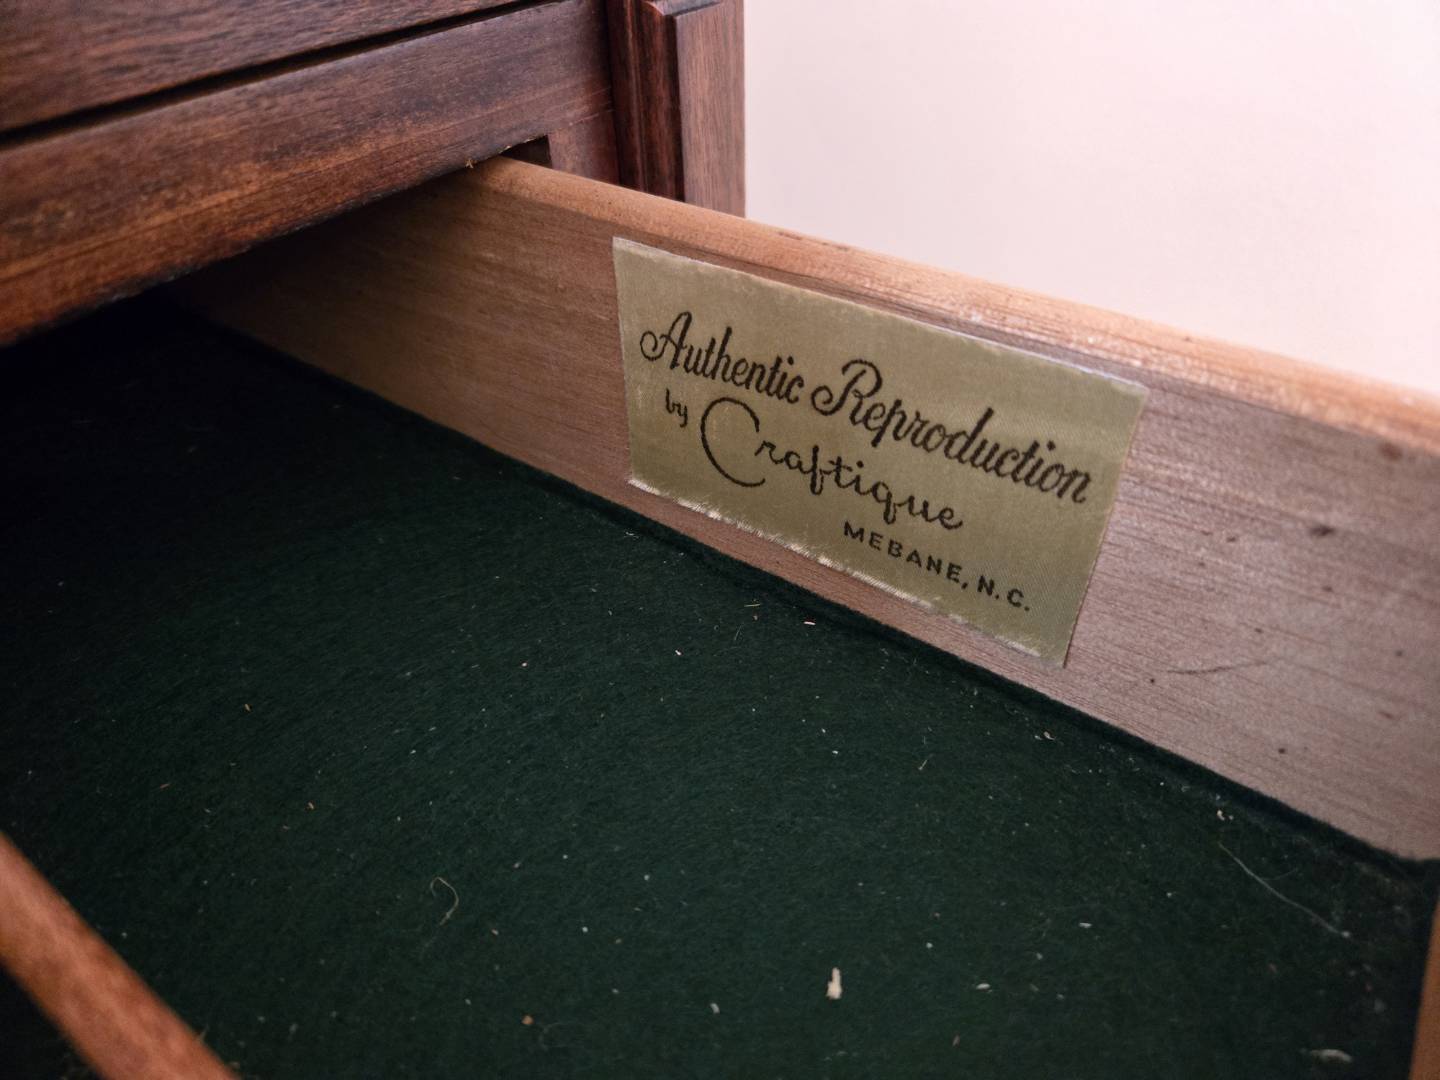 Authentic Reproduction
by Craftique
MEBANE, N.C.